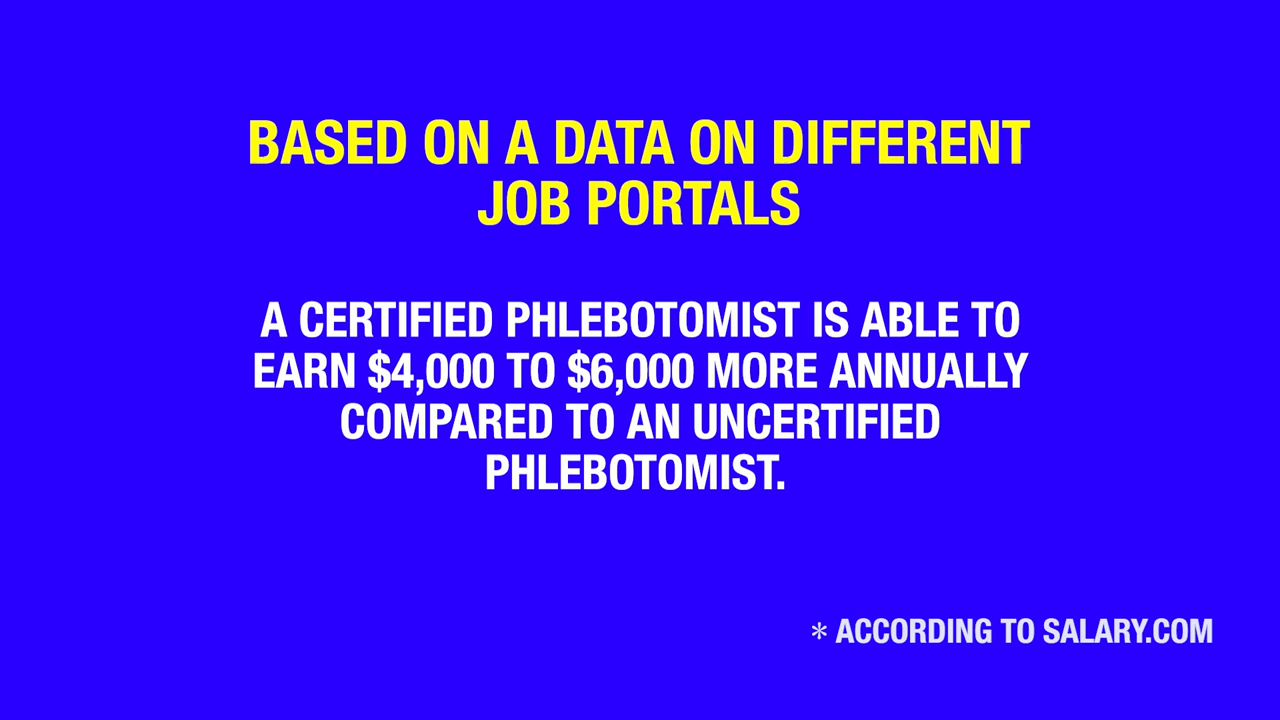 BASED ON A DATA ON DIFFERENT
JOB PORTALS
A CERTIFIED PHLEBOTOMIST IS ABLE TO
EARN $4,000 TO $6,000 MORE ANNUALLY
COMPARED TO AN UNCERTIFIED
PHLEBOTOMIST.
* ACCORDING TO SALARY.COM